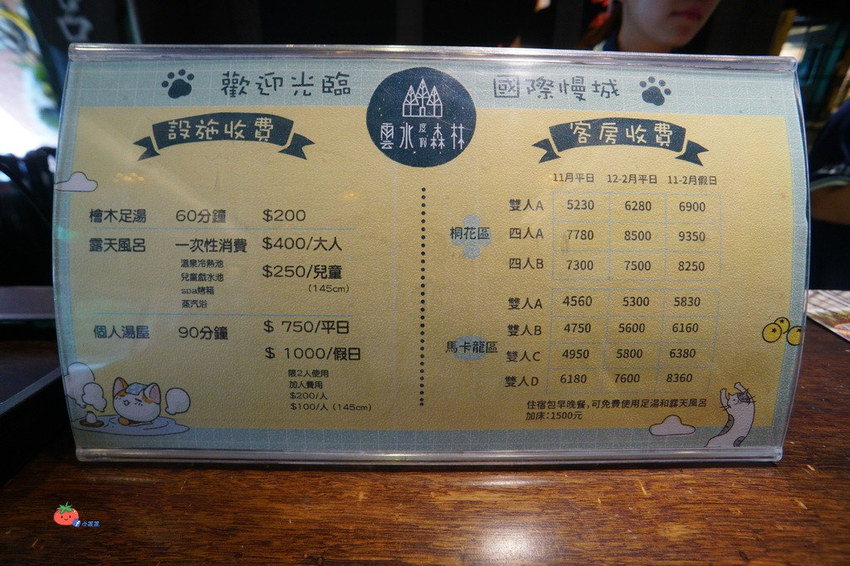 歡迎光臨
雲水度假森林
國際慢城
設施收費
檜木足湯 60分鐘 $200
露天風呂 一次性消費 $400/大人
溫泉冷熱池
兒童戲水池
spa烤箱
蒸汽浴
$250/兒童
(145cm)
個人湯屋 90分鐘 $ 750/平日
$ 1000/假日
限2人使用
加人費用
$200/人
$100/人 (145cm)
客房收費
11月平日 12-2月平日 11-2月假日
桐花區
雙人A 5230 6280 6900
四人A 7780 8500 9350
四人B 7300 7500 8250
馬卡龍區
雙人A 4560 5300 5830
雙人B 4750 5600 6160
雙人C 4950 5800 6380
雙人D 6180 7600 8360
住宿包早晚餐,可免費使用足湯和露天風呂
加床:1500元